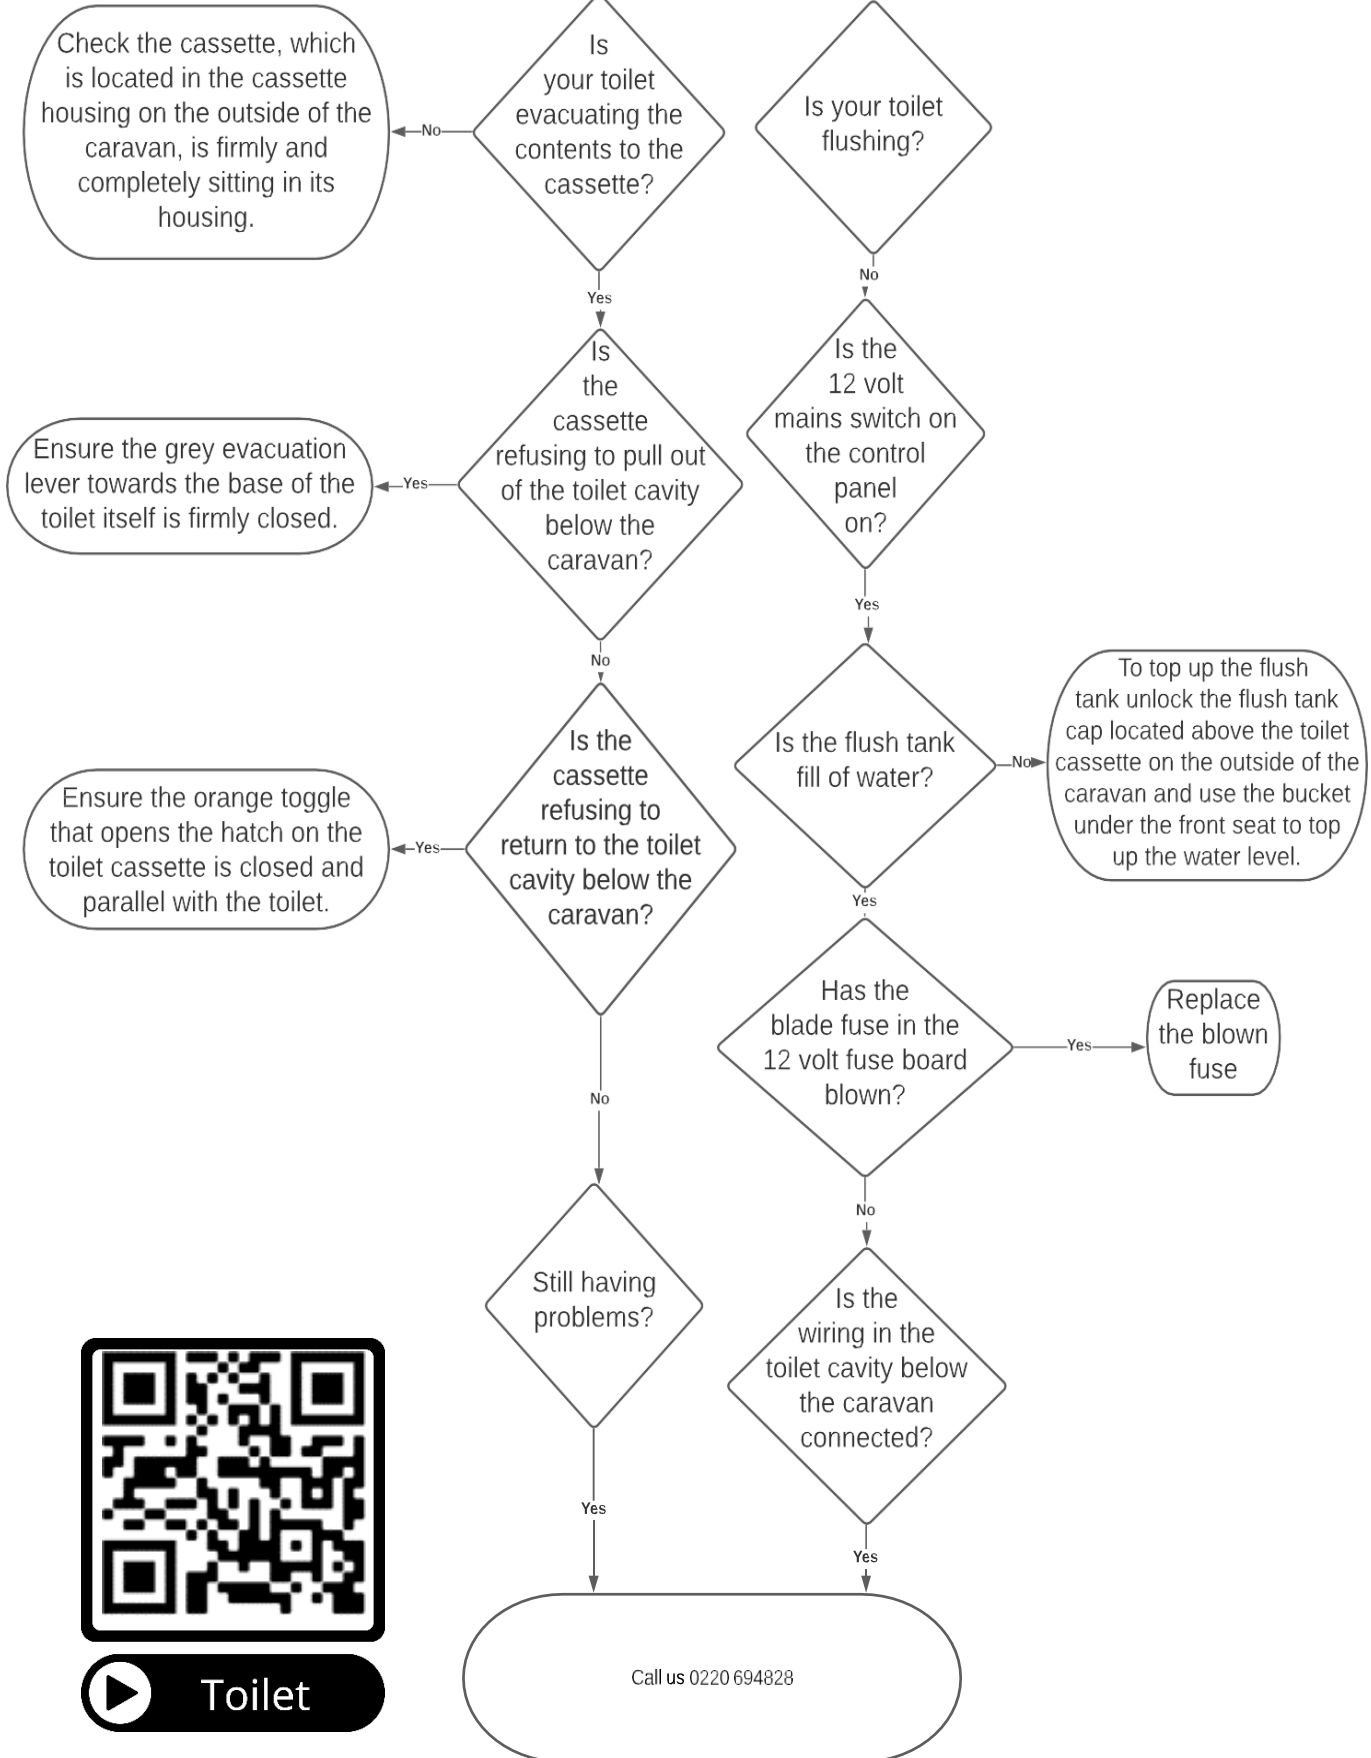 Check the cassette, which
is located in the cassette
housing on the outside of the
caravan, is firmly and
completely sitting in its
housing.
No
Is
your toilet
evacuating the
contents to the
cassette?
Is your toilet
flushing?
Yes
No
Is
the
cassette
refusing to pull out
of the toilet cavity
below the
caravan?
Yes
Ensure the grey evacuation
lever towards the base of the
toilet itself is firmly closed.
Is the
12 volt
mains switch on
the control
panel
on?
No
Yes
Is the
cassette
refusing to
return to the toilet
cavity below the
caravan?
Yes
Ensure the orange toggle
that opens the hatch on the
toilet cassette is closed and
parallel with the toilet.
Is the flush tank
fill of water?
No
To top up the flush
tank unlock the flush tank
cap located above the toilet
cassette on the outside of the
caravan and use the bucket
under the front seat to top
up the water level.
Yes
Has the
blade fuse in the
12 volt fuse board
blown?
Yes
Replace
the blown
fuse
No
No
Still having
problems?
Is the
wiring in the
toilet cavity below
the caravan
connected?
Yes
Yes
Call us 0220 694828
Toilet